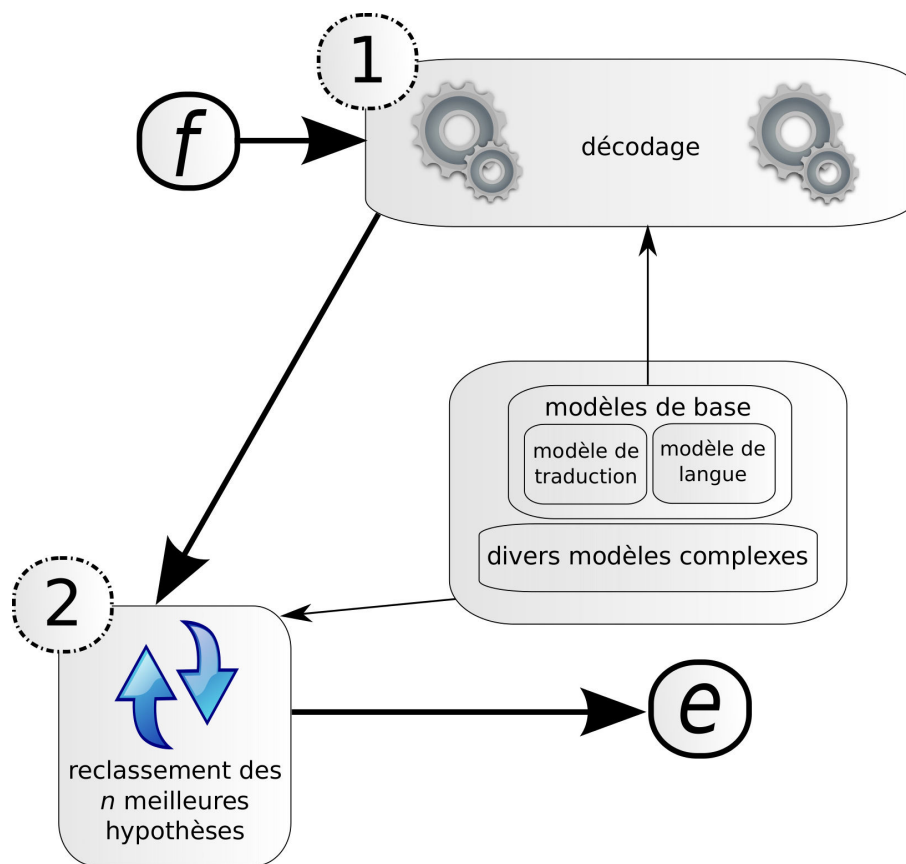 1
f
décodage
modèles de base
modèle de
traduction
modèle de
langue
divers modèles complexes
2
e
reclassement des
n meilleures
hypothèses